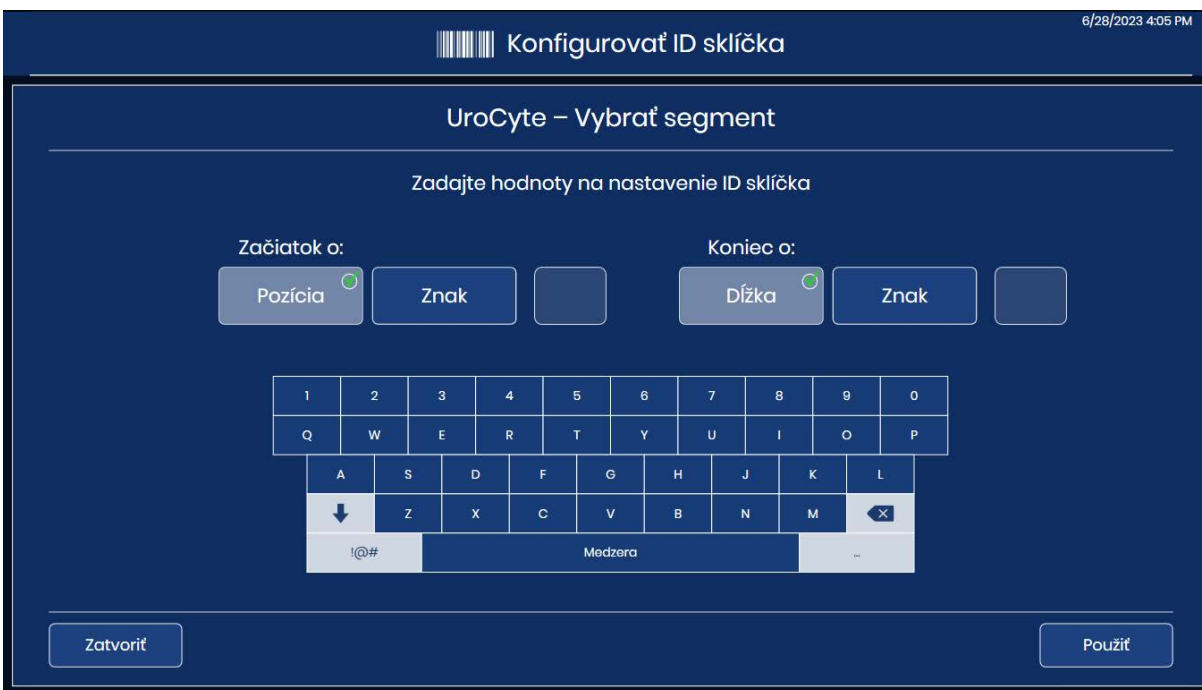 6/28/2023 4:05 PM
Konfigurovať ID sklíčka
UroCyte – Vybrať segment
Zadajte hodnoty na nastavenie ID sklíčka
Začiatok o: Koniec o:
Pozícia Znak Dĺžka Znak
1 2 3 4 5 6 7 8 9 0
Q W E R T Y U I O P
A S D F G H J K L
Z X C V B N M
!@# Medzera _
Zatvoriť Použiť